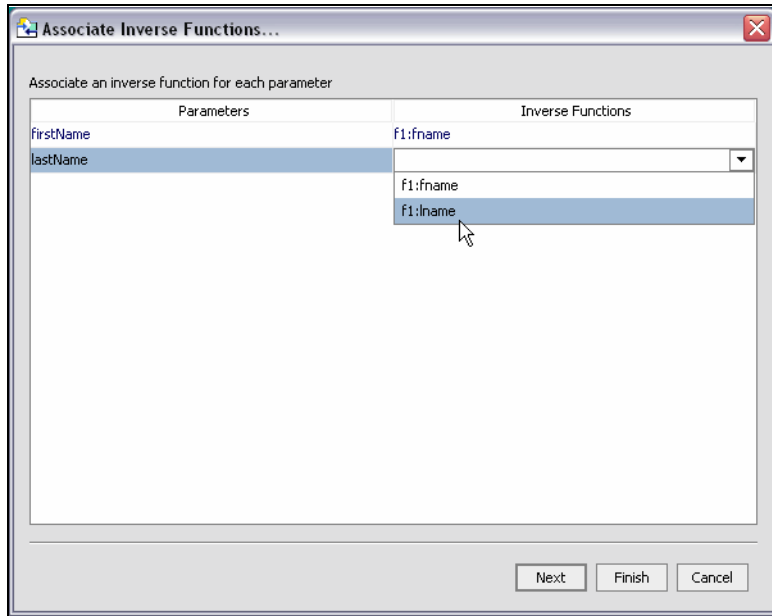 Associate Inverse Functions...
Associate an inverse function for each parameter
Parameters Inverse Functions
firstName f1:fname
lastName
f1:fname
f1:lname
Next Finish Cancel